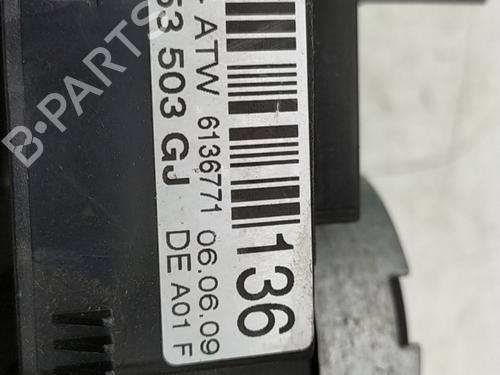 ATW 6136771 06.06.09
53 503 GJ DE A01 F
136
B-PARTS